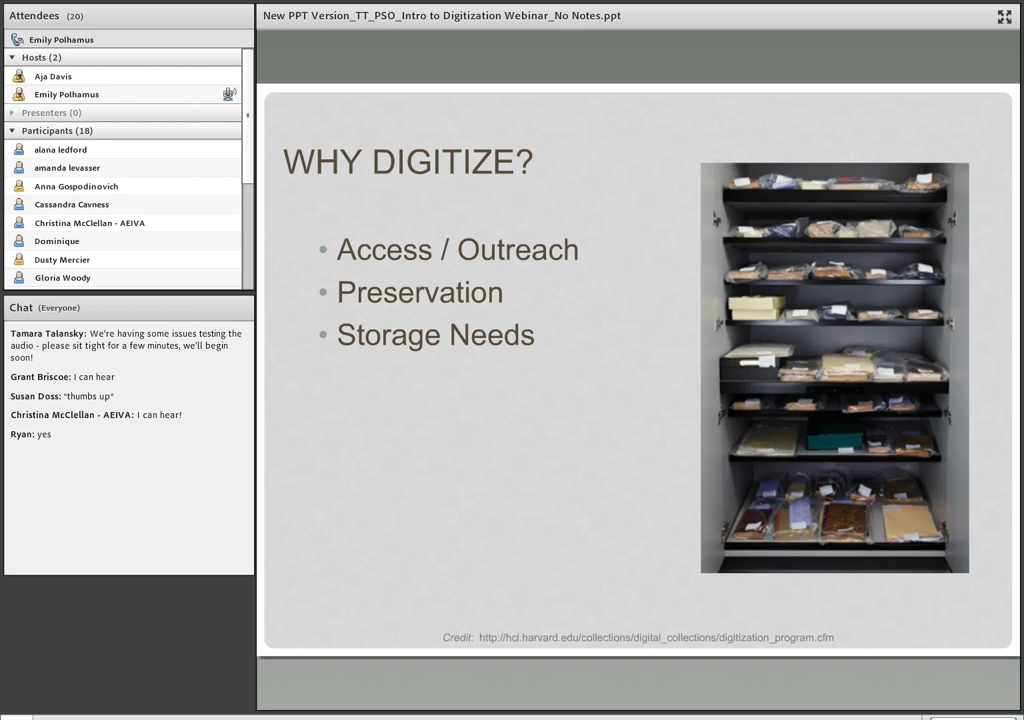 Attendees (20)
Emily Polhamus
Hosts (2)
Aja Davis
Emily Polhamus
Presenters (0)
Participants (18)
alana ledford
amanda levasser
Anna Gospodinovich
Cassandra Cavness
Christina McClellan - AEIVA
Dominique
Dusty Mercier
Gloria Woody
Chat (Everyone)
Tamara Talansky: We're having some issues testing the
audio - please sit tight for a few minutes, we'll begin
soon!
Grant Briscoe: I can hear
Susan Doss: *thumbs up*
Christina McClellan - AEIVA: I can hear!
Ryan: yes
New PPT Version_TT_PSO_Intro to Digitization Webinar_No Notes.ppt
WHY DIGITIZE?
• Access / Outreach
• Preservation
• Storage Needs
Credit: http://hcl.harvard.edu/collections/digital_collections/digitization_program.cfm